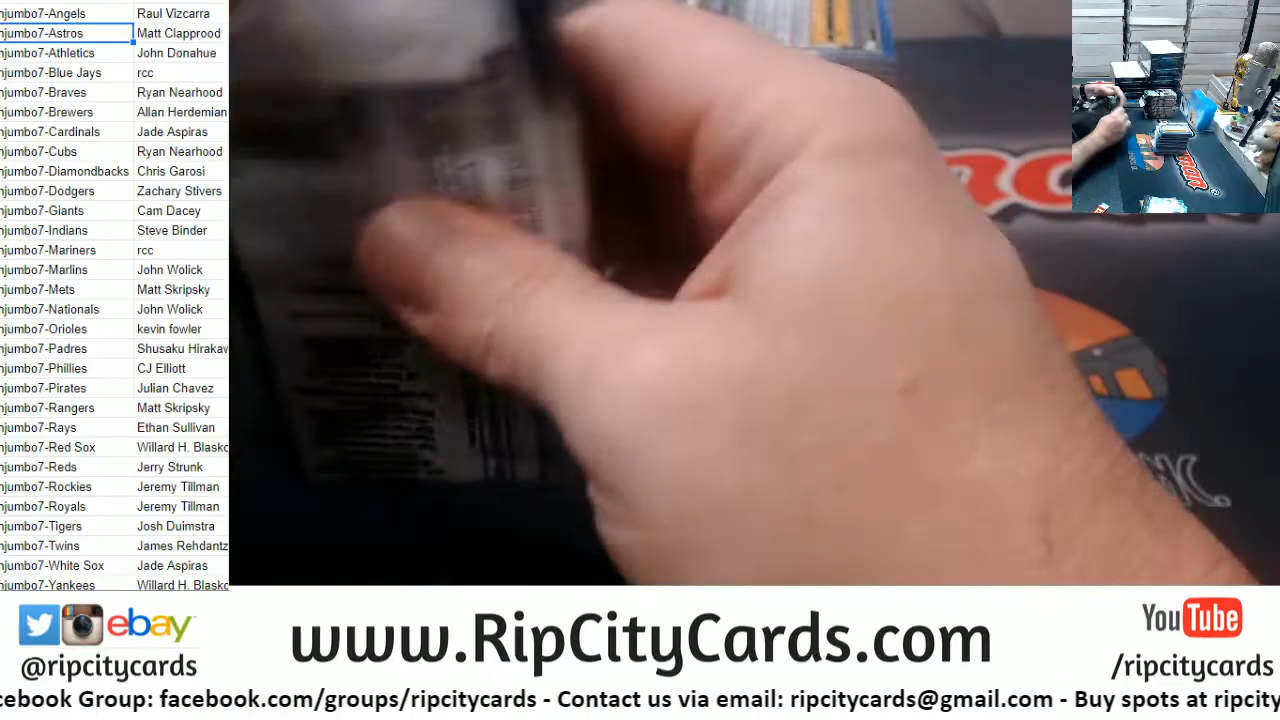 njumbo7-Angels Raul Vizcarra
njumbo7-Astros Matt Clapprood
njumbo7-Athletics John Donahue
njumbo7-Blue Jays rcc
njumbo7-Braves Ryan Nearhood
njumbo7-Brewers Allan Herdemian
njumbo7-Cardinals Jade Aspiras
njumbo7-Cubs Ryan Nearhood
njumbo7-Diamondbacks Chris Garosi
njumbo7-Dodgers Zachary Stivers
njumbo7-Giants Cam Dacey
njumbo7-Indians Steve Binder
njumbo7-Mariners rcc
njumbo7-Marlins John Wolick
njumbo7-Mets Matt Skripsky
njumbo7-Nationals John Wolick
njumbo7-Orioles kevin fowler
njumbo7-Padres Shusaku Hirakaw
njumbo7-Phillies CJ Elliott
njumbo7-Pirates Julian Chavez
njumbo7-Rangers Matt Skripsky
njumbo7-Rays Ethan Sullivan
njumbo7-Red Sox Willard H. Blasko
njumbo7-Reds Jerry Strunk
njumbo7-Rockies Jeremy Tillman
njumbo7-Royals Jeremy Tillman
njumbo7-Tigers Josh Duimstra
njumbo7-Twins James Rehdantz
njumbo7-White Sox Jade Aspiras
njumbo7-Yankees Willard H. Blasko
ebay
@ripcitycards
www.RipCityCards.com
YouTube
/ripcitycards
cebook Group: facebook.com/groups/ripcitycards - Contact us via email: ripcitycards@gmail.com - Buy spots at ripcity